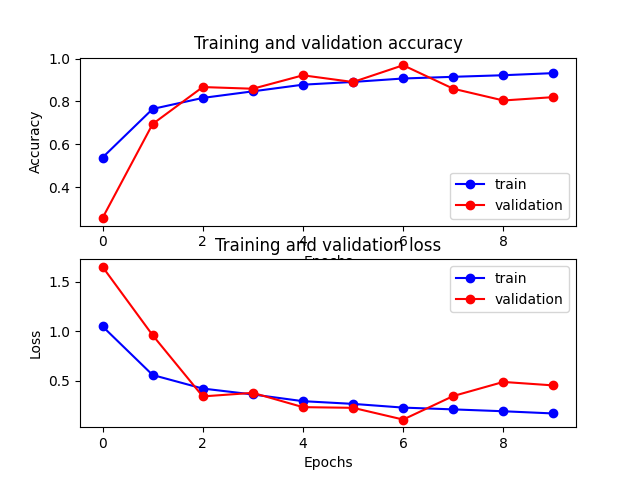 Training and validation accuracy
1.0
0.8
0.6
0.4
Accuracy
train
validation
0 2 4 6 8
Epochs
Training and validation loss
1.5
1.0
0.5
Loss
train
validation
0 2 4 6 8
Epochs